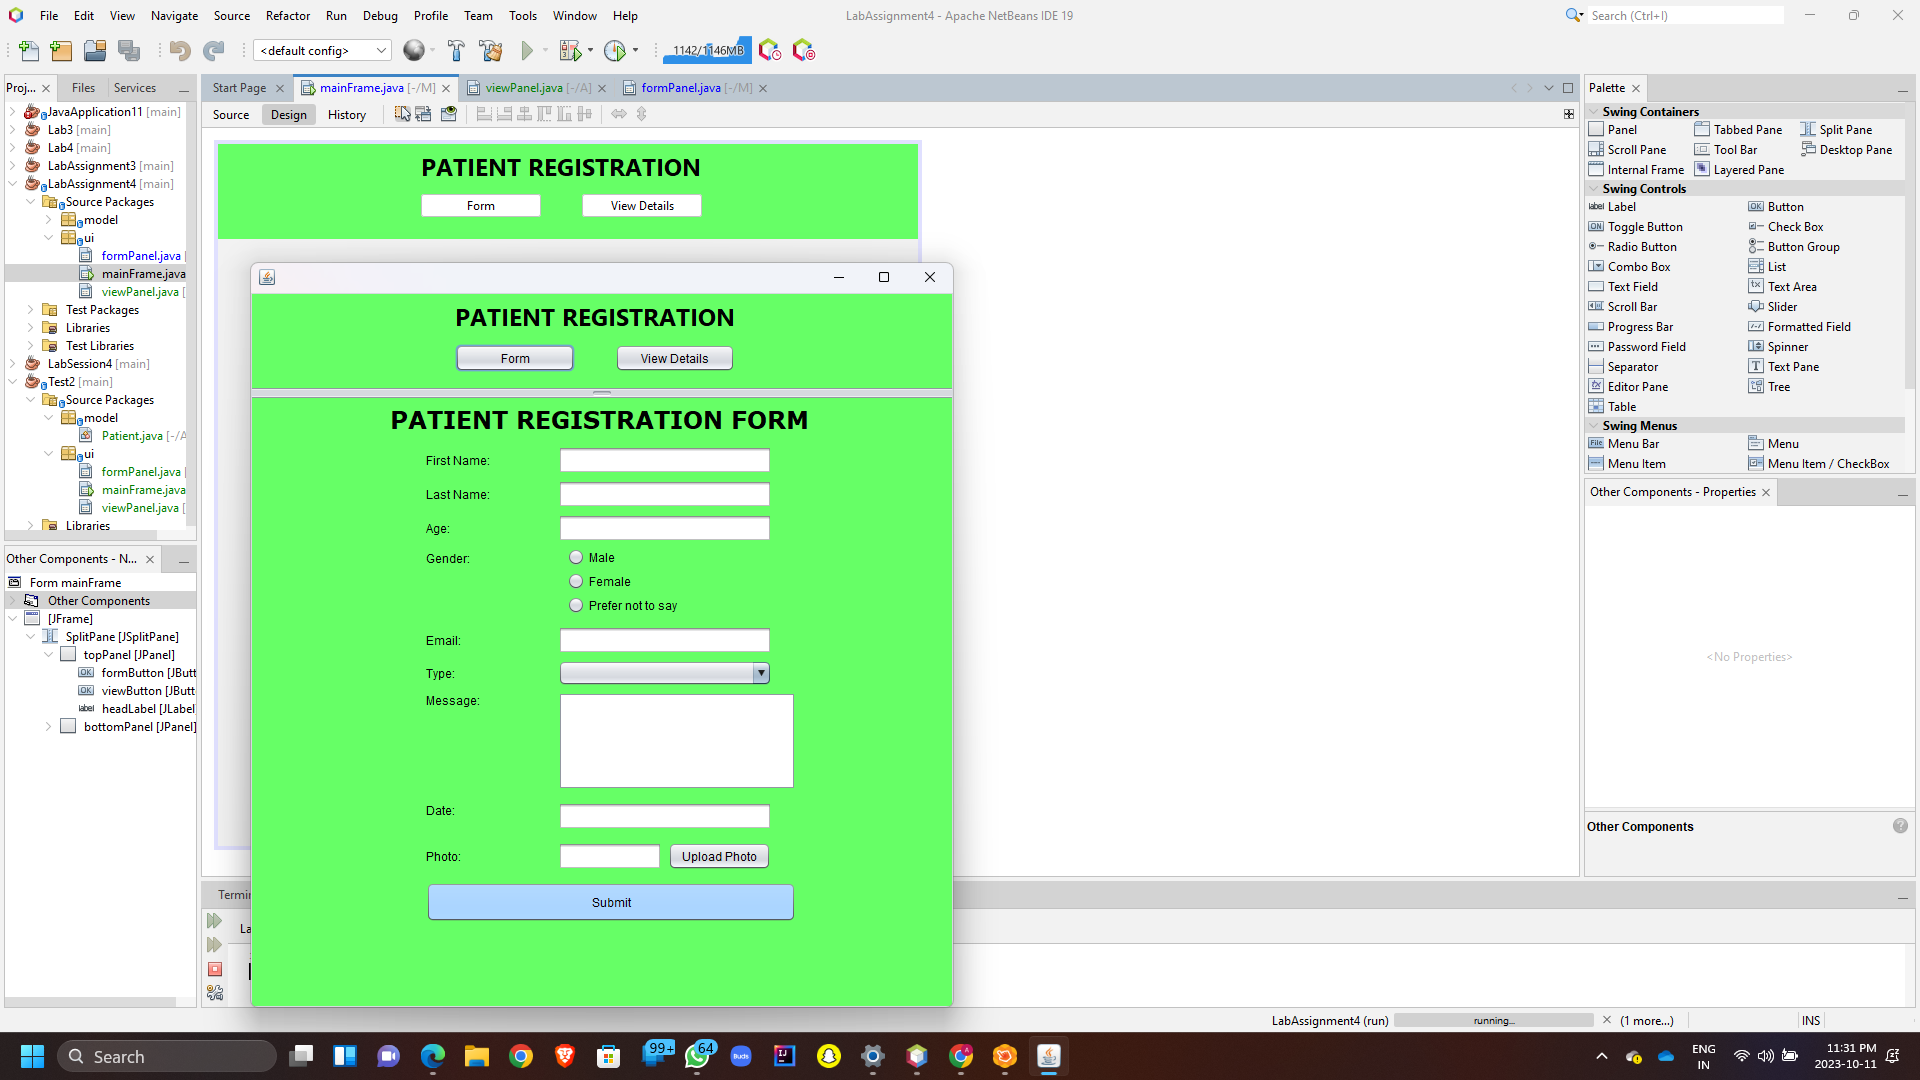 File Edit View Navigate Source Refactor Run Debug Profile Team Tools Window Help
LabAssignment4 - Apache NetBeans IDE 19
Search (Ctrl+I)
<default config>
1142/1146MB
Proj...
Files
Services
JavaApplication11 [main]
Lab3 [main]
Lab4 [main]
LabAssignment3 [main]
LabAssignment4 [main]
Source Packages
model
ui
formPanel.java
mainFrame.java
viewPanel.java [
Test Packages
Libraries
Test Libraries
LabSession4 [main]
Test2 [main]
Source Packages
model
Patient.java [-/A
ui
formPanel.java
mainFrame.java
viewPanel.java
Libraries
Other Components - N...
Form mainFrame
Other Components
[JFrame]
SplitPane [JSplitPane]
topPanel [JPanel]
OK formButton [JButt
OK viewButton [JButt
label headLabel [JLabel
bottomPanel [JPanel]
Start Page
mainFrame.java [-/M]
viewPanel.java [-/A]
formPanel.java [-/M]
Source Design History
PATIENT REGISTRATION
Form
View Details
PATIENT REGISTRATION
Form
View Details
PATIENT REGISTRATION FORM
First Name:
Last Name:
Age:
Gender:
Male
Female
Prefer not to say
Email:
Type:
Message:
Date:
Photo:
Upload Photo
Submit
Termin
La
Palette
Swing Containers
Panel Tabbed Pane Split Pane
Scroll Pane Tool Bar Desktop Pane
Internal Frame Layered Pane
Swing Controls
label Label OK Button
ON Toggle Button Check Box
Radio Button Button Group
Combo Box List
Text Field Text Area
Scroll Bar Slider
Progress Bar Formatted Field
Password Field Spinner
Separator Text Pane
Editor Pane Tree
Table
Swing Menus
File Menu Bar Menu
Menu Item Menu Item / CheckBox
Other Components - Properties
<No Properties>
Other Components
LabAssignment4 (run)
running...
(1 more...)
INS
Search
99+
64
Buds
ENG
IN
11:31 PM
2023-10-11